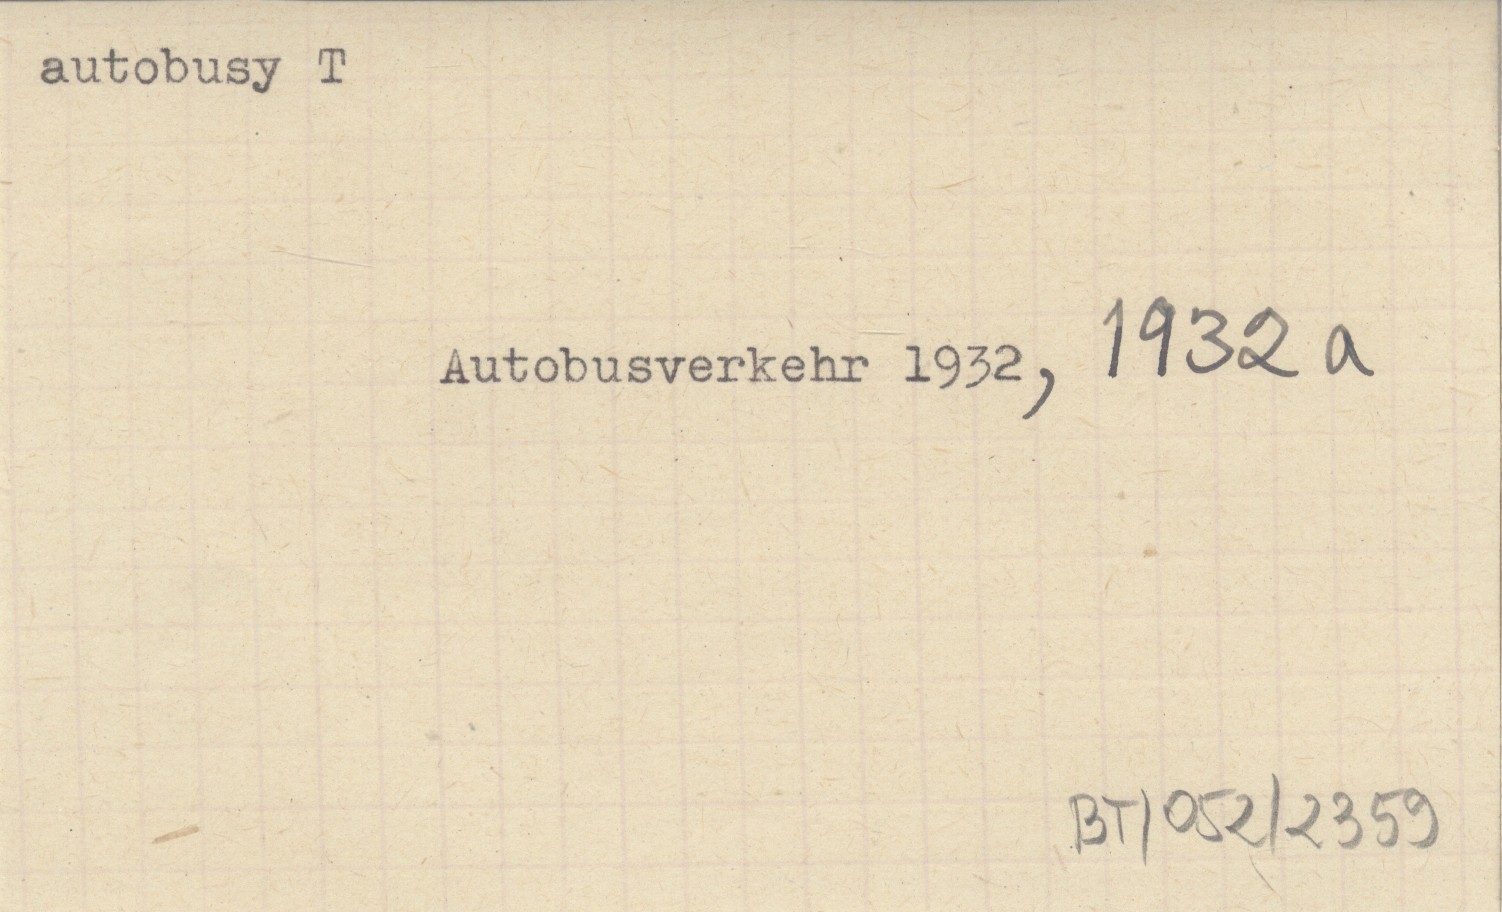 autobusy T
Autobusverkehr 1932, 1932 a
BT/052/2359